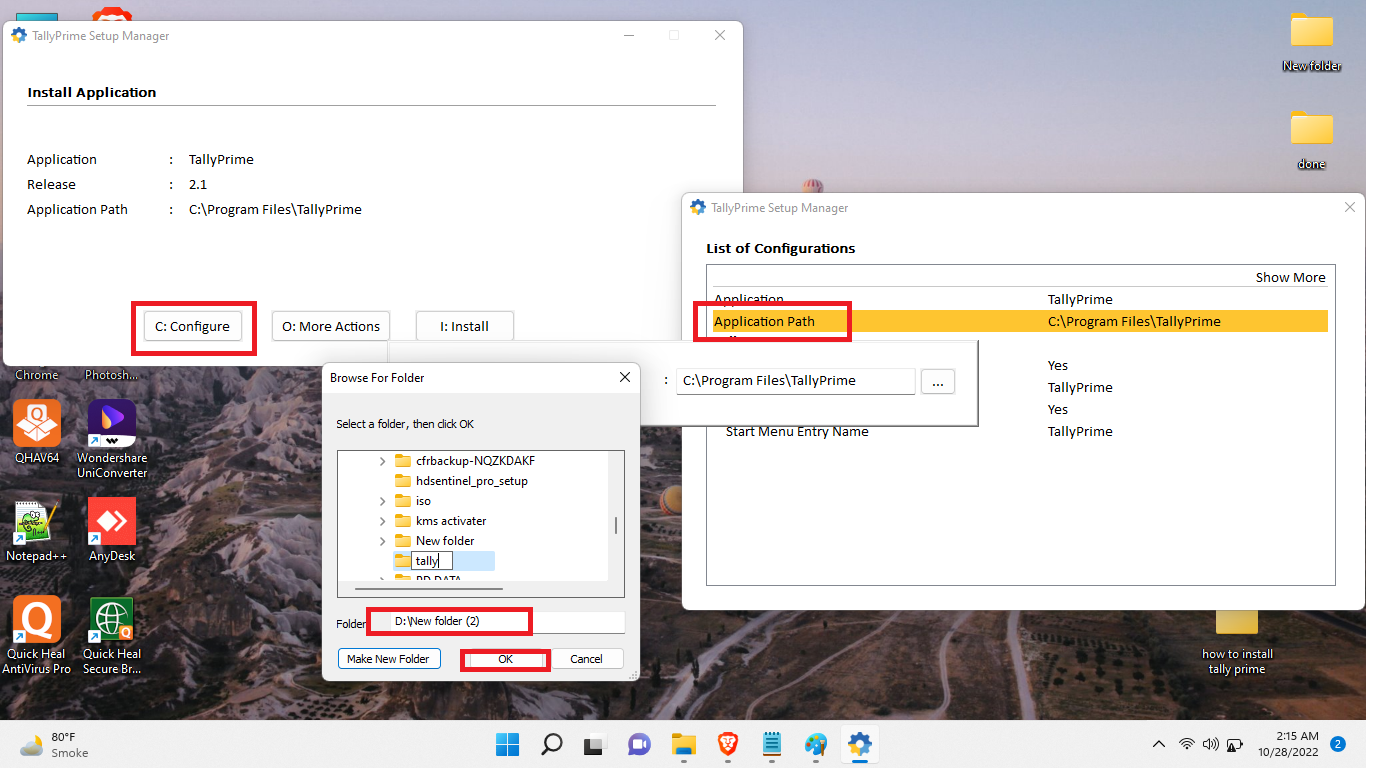 TallyPrime Setup Manager
Install Application
Application : TallyPrime
Release : 2.1
Application Path : C:\Program Files\TallyPrime
C: Configure
O: More Actions
I: Install
New folder
done
TallyPrime Setup Manager
List of Configurations
Show More
Application TallyPrime
Application Path C:\Program Files\TallyPrime
Yes
TallyPrime
Yes
Start Menu Entry Name TallyPrime
: C:\Program Files\TallyPrime
...
Browse For Folder
Select a folder, then click OK
cfrbackup-NQZKDAKF
hdsentinel_pro_setup
iso
kms activater
New folder
tally
Folder
D:\New folder (2)
Make New Folder
OK
Cancel
Chrome
Photosh...
QHAV64
Wondershare
UniConverter
Notepad++
AnyDesk
Quick Heal
AntiVirus Pro
Quick Heal
Secure Br...
how to install
tally prime
80°F
Smoke
2:15 AM
10/28/2022
2